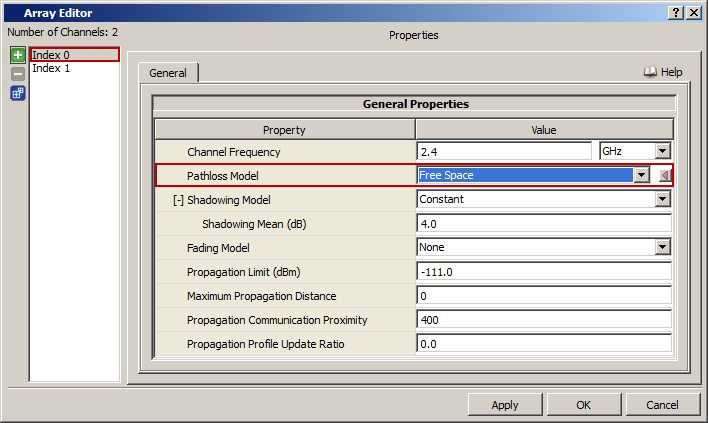 Array Editor
Number of Channels: 2
Properties
Index 0
Index 1
General
Help
General Properties
Property Value
Channel Frequency 2.4 GHz
Pathloss Model Free Space
[-] Shadowing Model Constant
Shadowing Mean (dB) 4.0
Fading Model None
Propagation Limit (dBm) -111.0
Maximum Propagation Distance 0
Propagation Communication Proximity 400
Propagation Profile Update Ratio 0.0
Apply OK Cancel